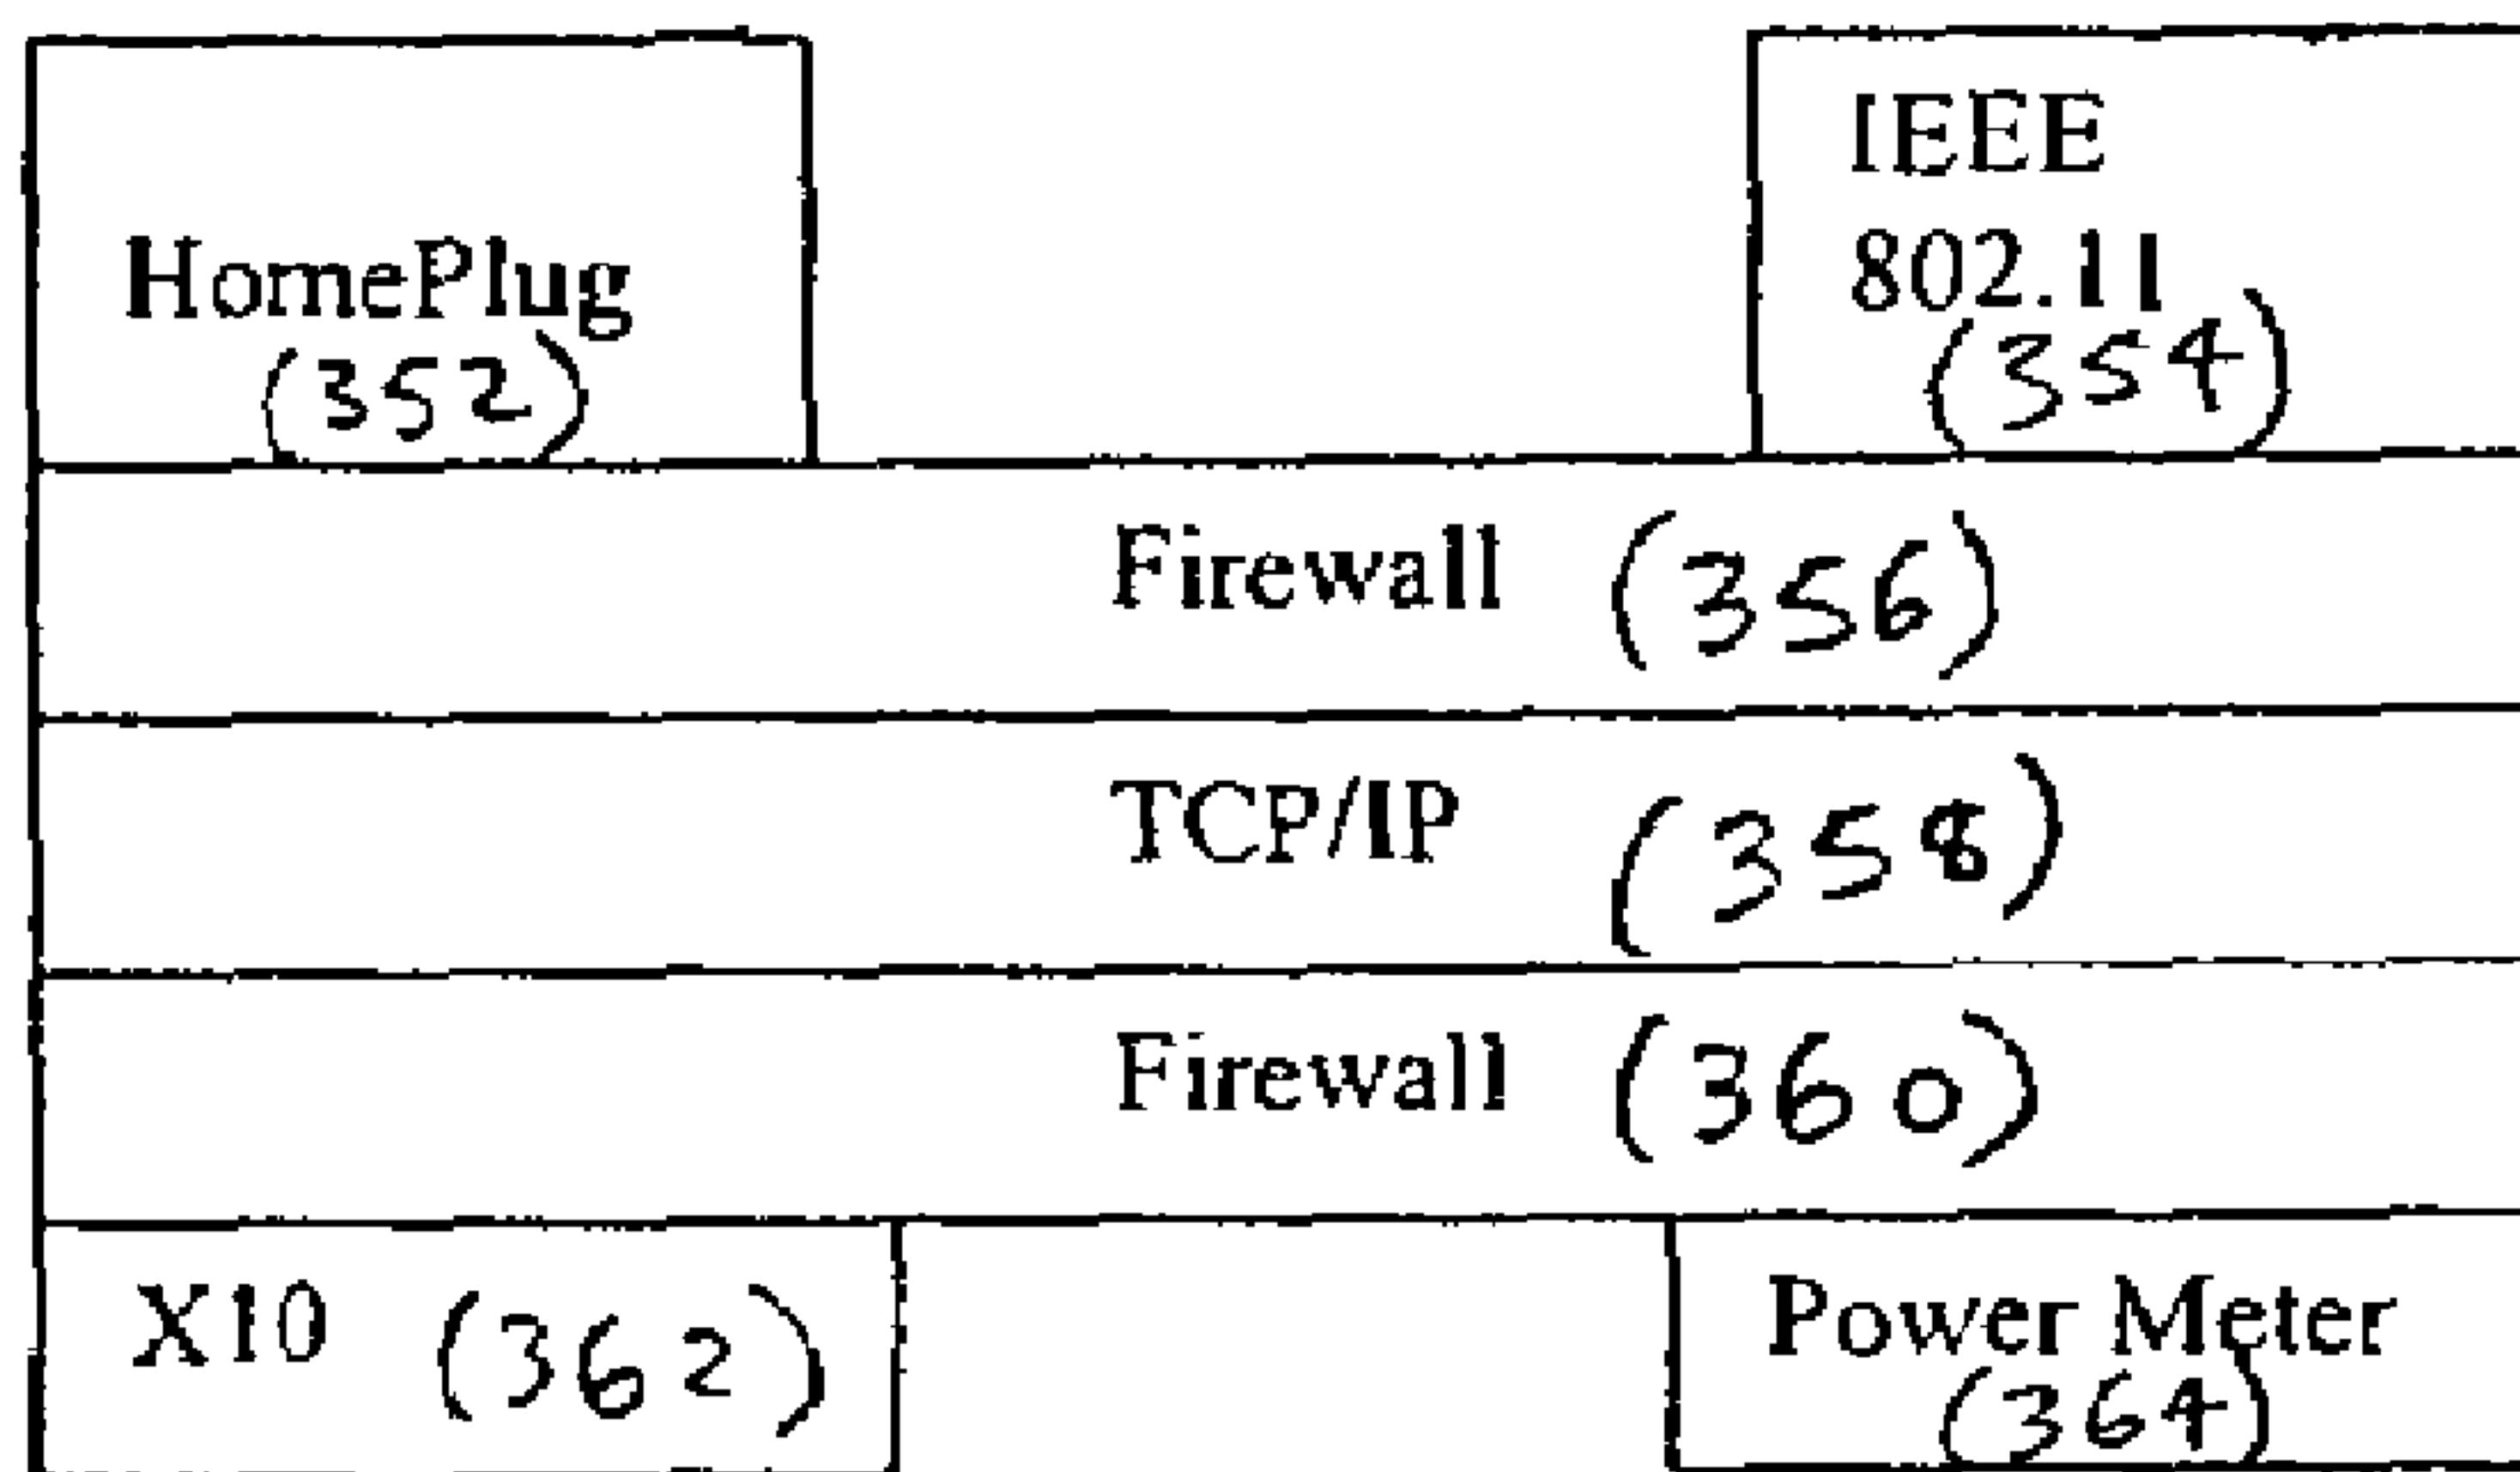 HomePlug
(352)
IEEE
802.11
(354)
Firewall (356)
TCP/IP (358)
Firewall (360)
X10 (362)
Power Meter
(364)